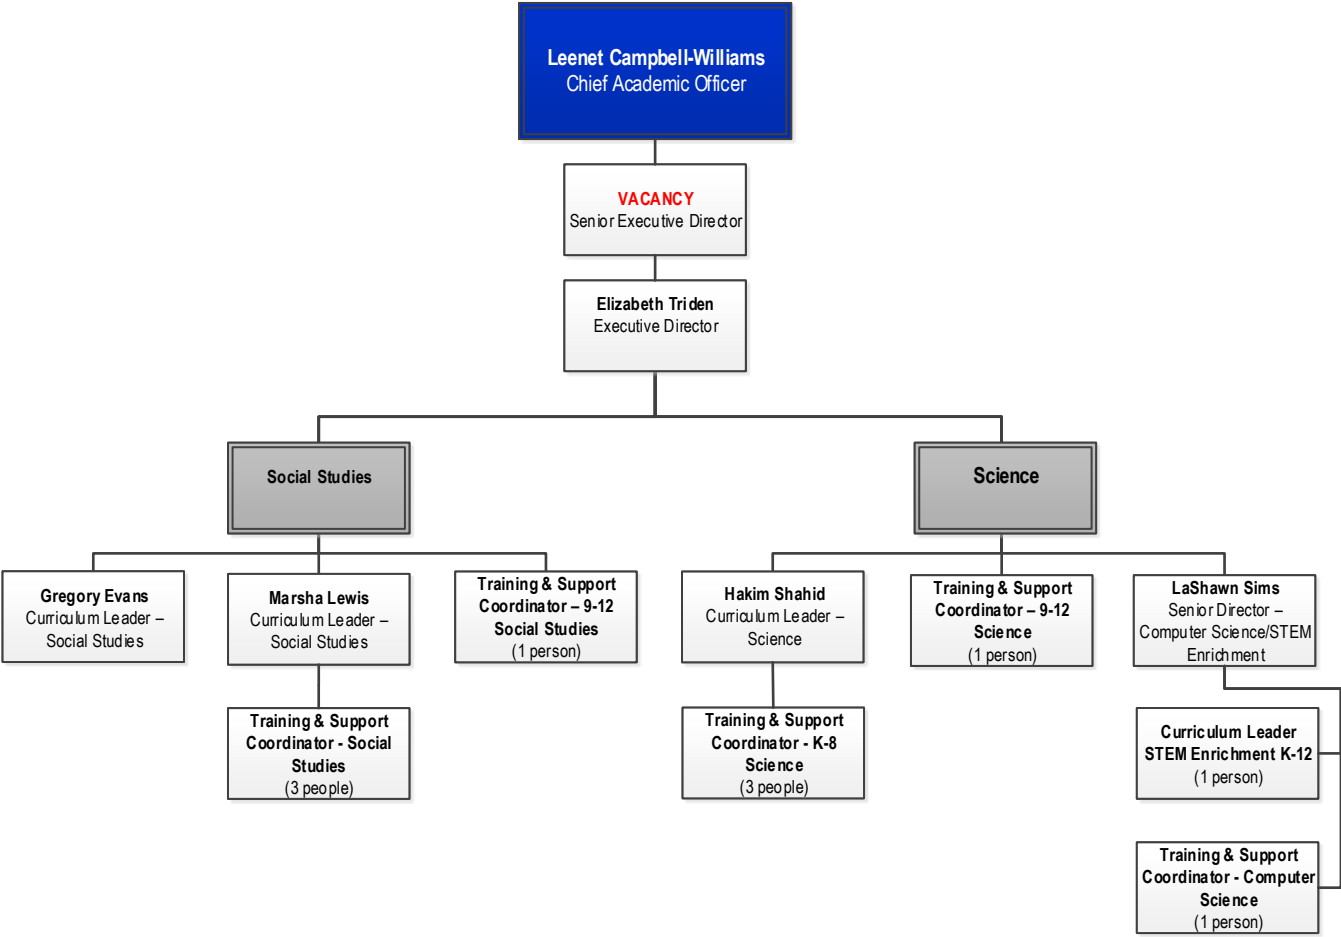 Leenet Campbell-Williams
Chief Academic Officer
VACANCY
Senior Executive Director
Elizabeth Triden
Executive Director
Social Studies
Science
Gregory Evans
Curriculum Leader –
Social Studies
Marsha Lewis
Curriculum Leader –
Social Studies
Training & Support
Coordinator – 9-12
Social Studies
(1 person)
Hakim Shahid
Curriculum Leader –
Science
Training & Support
Coordinator – 9-12
Science
(1 person)
LaShawn Sims
Senior Director –
Computer Science/STEM
Enrichment
Training & Support
Coordinator - Social
Studies
(3 people)
Training & Support
Coordinator - K-8
Science
(3 people)
Curriculum Leader
STEM Enrichment K-12
(1 person)
Training & Support
Coordinator - Computer
Science
(1 person)